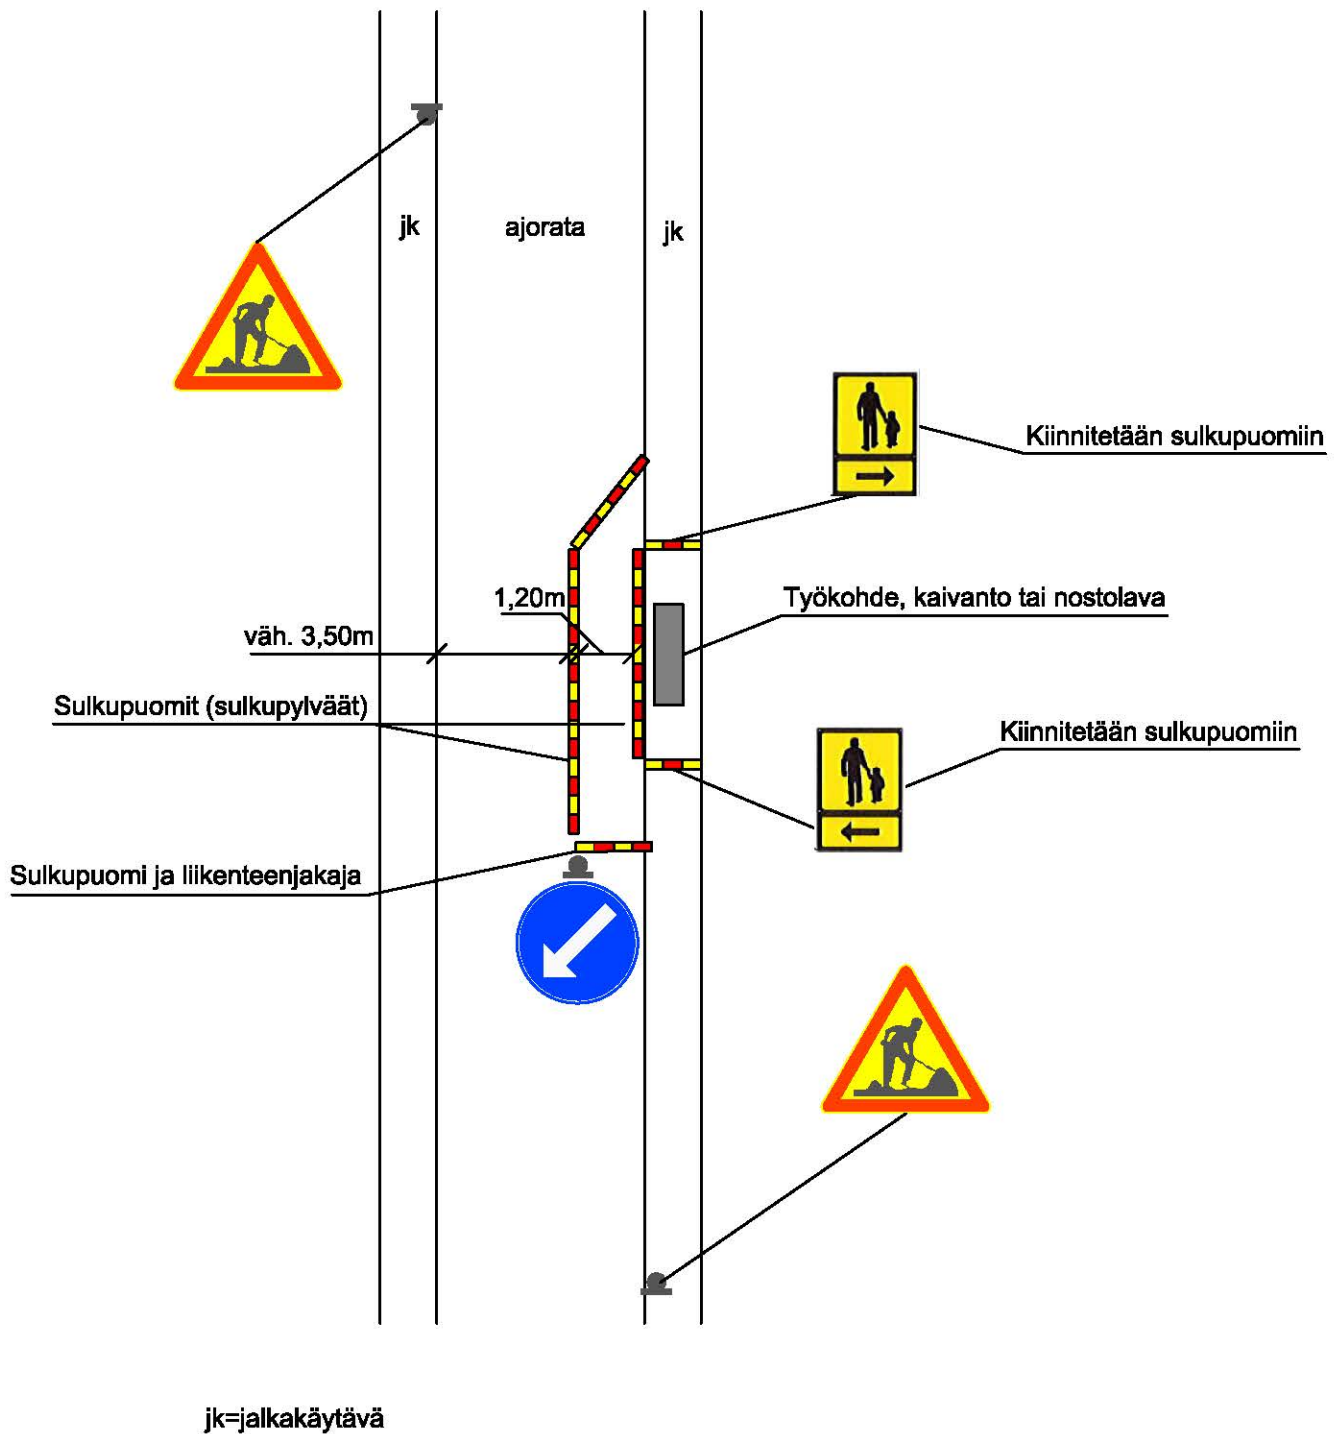 jk
ajorata
jk
Kiinnitetään sulkupuomiin
1,20m
Työkohde, kaivanto tai nostolava
väh. 3,50m
Sulkupuomit (sulkupylväät)
Kiinnitetään sulkupuomiin
Sulkupuomi ja liikenteenjakaja
jk=jalkakäytävä